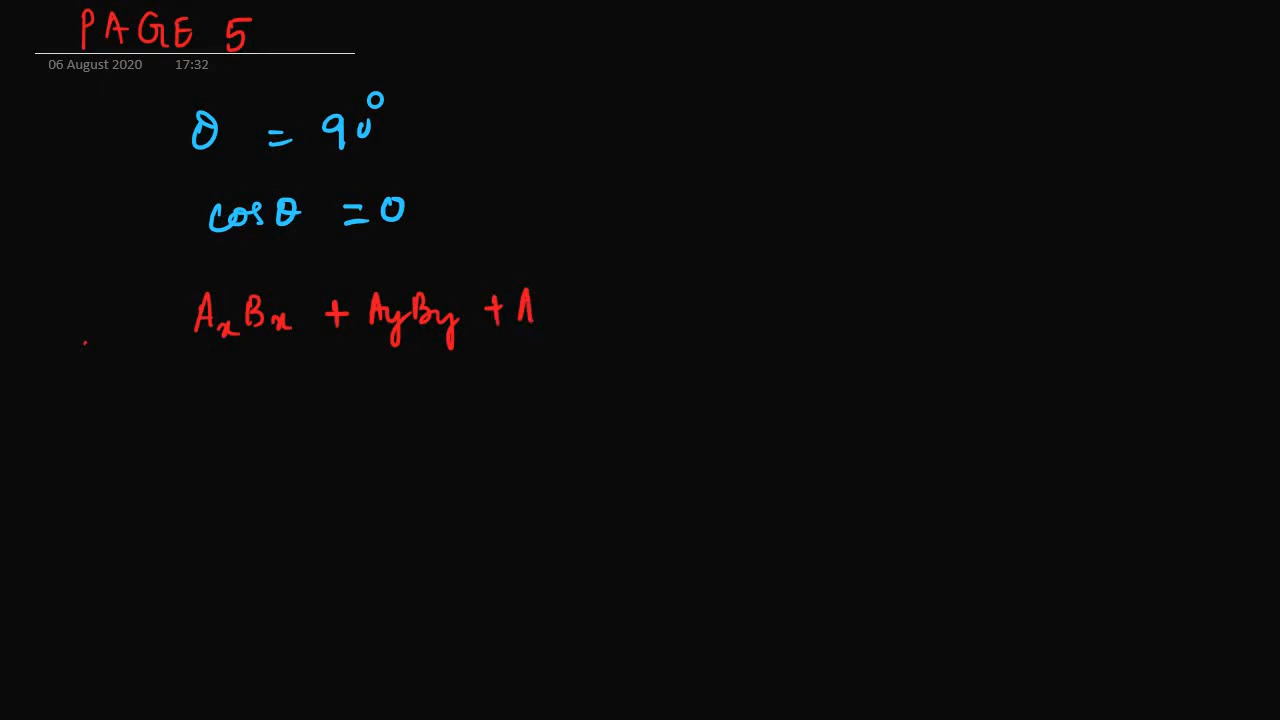 PAGE 5
06 August 2020 17:32
θ = 90°
cosθ = 0
AₓBₓ + AyBy + A